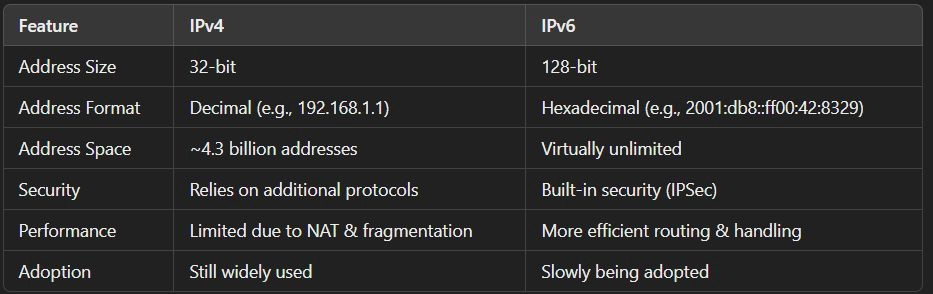 Feature IPv4 IPv6
Address Size 32-bit 128-bit
Address Format Decimal (e.g., 192.168.1.1) Hexadecimal (e.g., 2001:db8::ff00:42:8329)
Address Space ~4.3 billion addresses Virtually unlimited
Security Relies on additional protocols Built-in security (IPSec)
Performance Limited due to NAT & fragmentation More efficient routing & handling
Adoption Still widely used Slowly being adopted